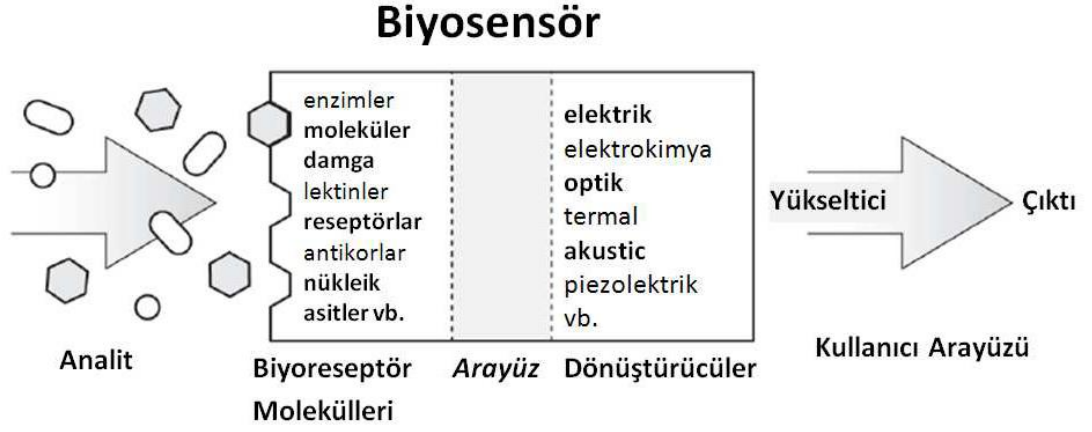 Biyosensör
enzimler
moleküler
damga
lektinler
reseptörlar
antikorlar
nükleik
asitler vb.
elektrik
elektrokimya
optik
termal
akustic
piezolektrik
vb.
Yükseltici
Çıktı
Analit
Biyoreseptör
Molekülleri
Arayüz
Dönüştürücüler
Kullanıcı Arayüzü